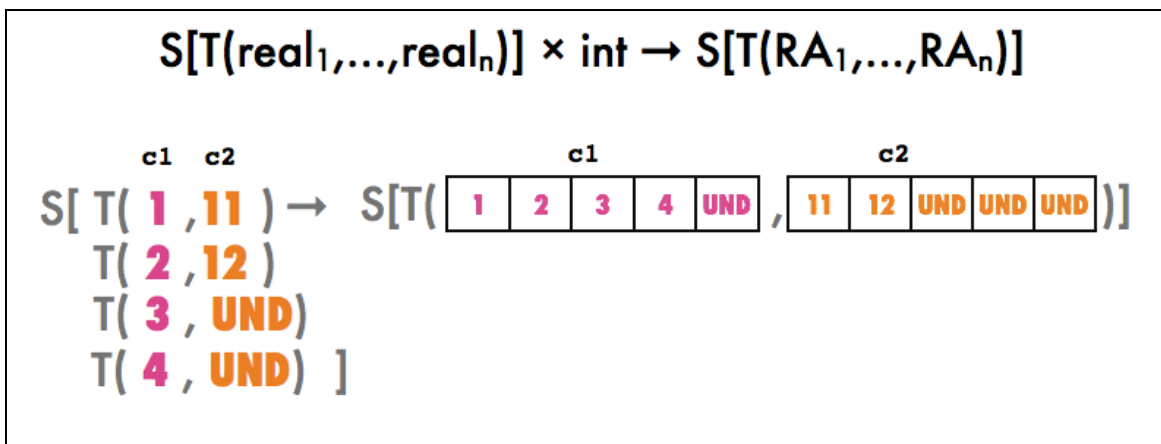 S[T(real₁,...,realₙ)] × int → S[T(RA₁,...,RAₙ)]
c1 c2 c1 c2
S[ T( 1 ,11 ) → S[T( 1 2 3 4 UND , 11 12 UND UND UND )]
T( 2 ,12 )
T( 3 , UND)
T( 4 , UND) ]